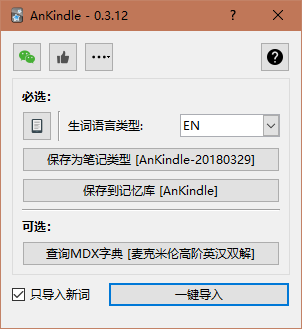 AnKindle - 0.3.12
必选：
生词语言类型: EN
保存为笔记类型 [AnKindle-20180329]
保存到记忆库 [AnKindle]
可选：
查询MDX字典 [麦克米伦高阶英汉双解]
只导入新词 一键导入